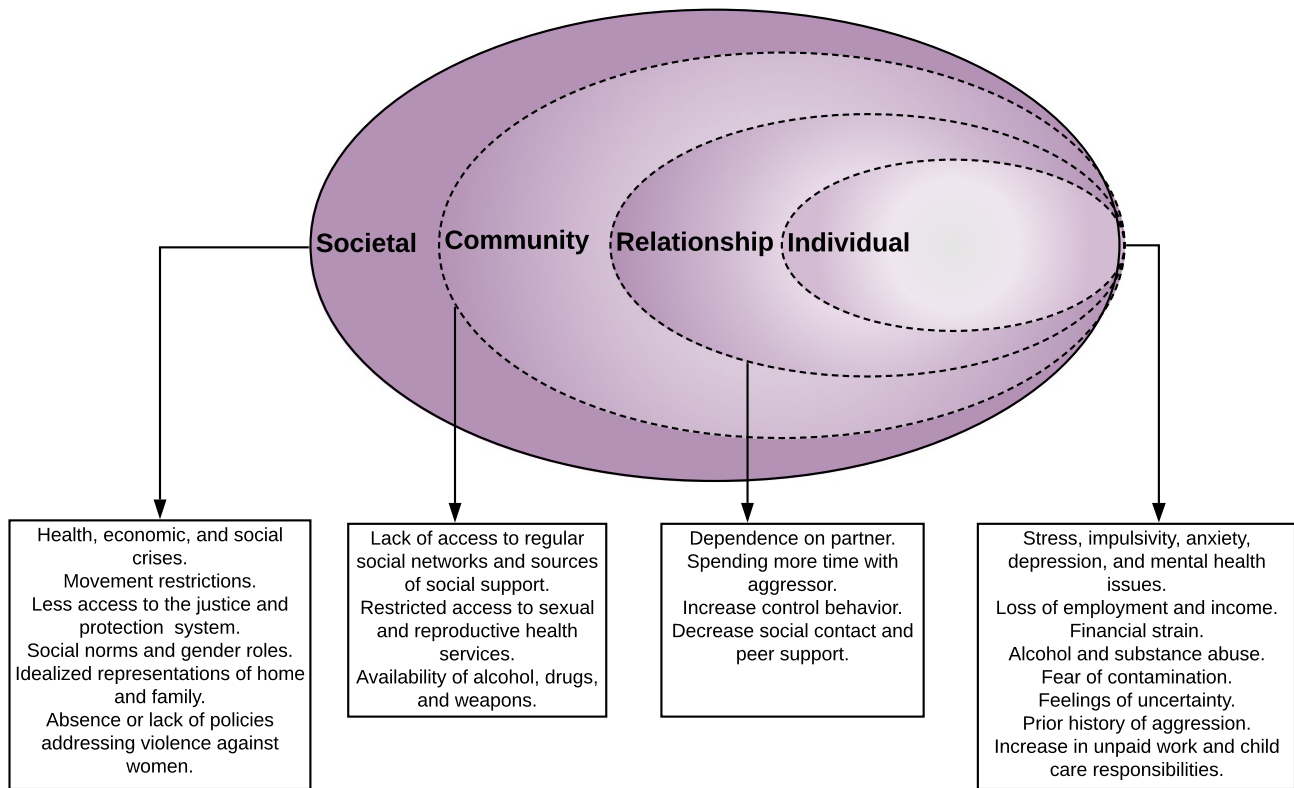 Societal
Community
Relationship
Individual
Health, economic, and social
crises.
Movement restrictions.
Less access to the justice and
protection system.
Social norms and gender roles.
Idealized representations of home
and family.
Absence or lack of policies
addressing violence against
women.
Lack of access to regular
social networks and sources
of social support.
Restricted access to sexual
and reproductive health
services.
Availability of alcohol, drugs,
and weapons.
Dependence on partner.
Spending more time with
aggressor.
Increase control behavior.
Decrease social contact and
peer support.
Stress, impulsivity, anxiety,
depression, and mental health
issues.
Loss of employment and income.
Financial strain.
Alcohol and substance abuse.
Fear of contamination.
Feelings of uncertainty.
Prior history of aggression.
Increase in unpaid work and child
care responsibilities.